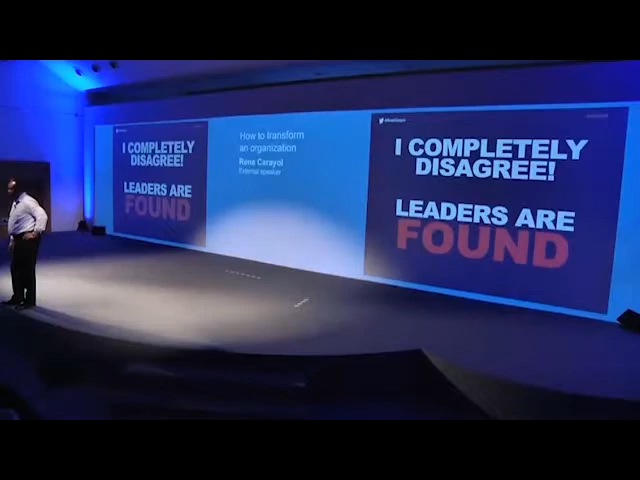 I COMPLETELY
DISAGREE!
LEADERS ARE
FOUND
How to transform
an organization
Rene Carayol
External speaker
I COMPLETELY
DISAGREE!
LEADERS ARE
FOUND